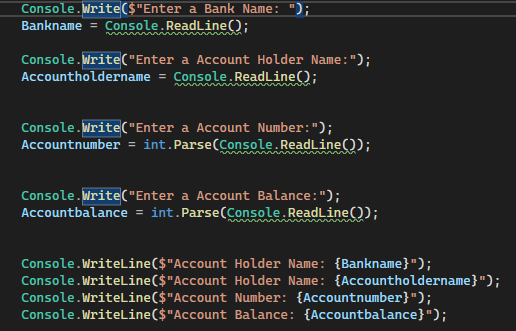 Console.Write($"Enter a Bank Name: ");
Bankname = Console.ReadLine();
Console.Write("Enter a Account Holder Name:");
Accountholdername = Console.ReadLine();
Console.Write("Enter a Account Number:");
Accountnumber = int.Parse(Console.ReadLine());
Console.Write("Enter a Account Balance:");
Accountbalance = int.Parse(Console.ReadLine());
Console.WriteLine($"Account Holder Name: {Bankname}");
Console.WriteLine($"Account Holder Name: {Accountholdername}");
Console.WriteLine($"Account Number: {Accountnumber}");
Console.WriteLine($"Account Balance: {Accountbalance}");